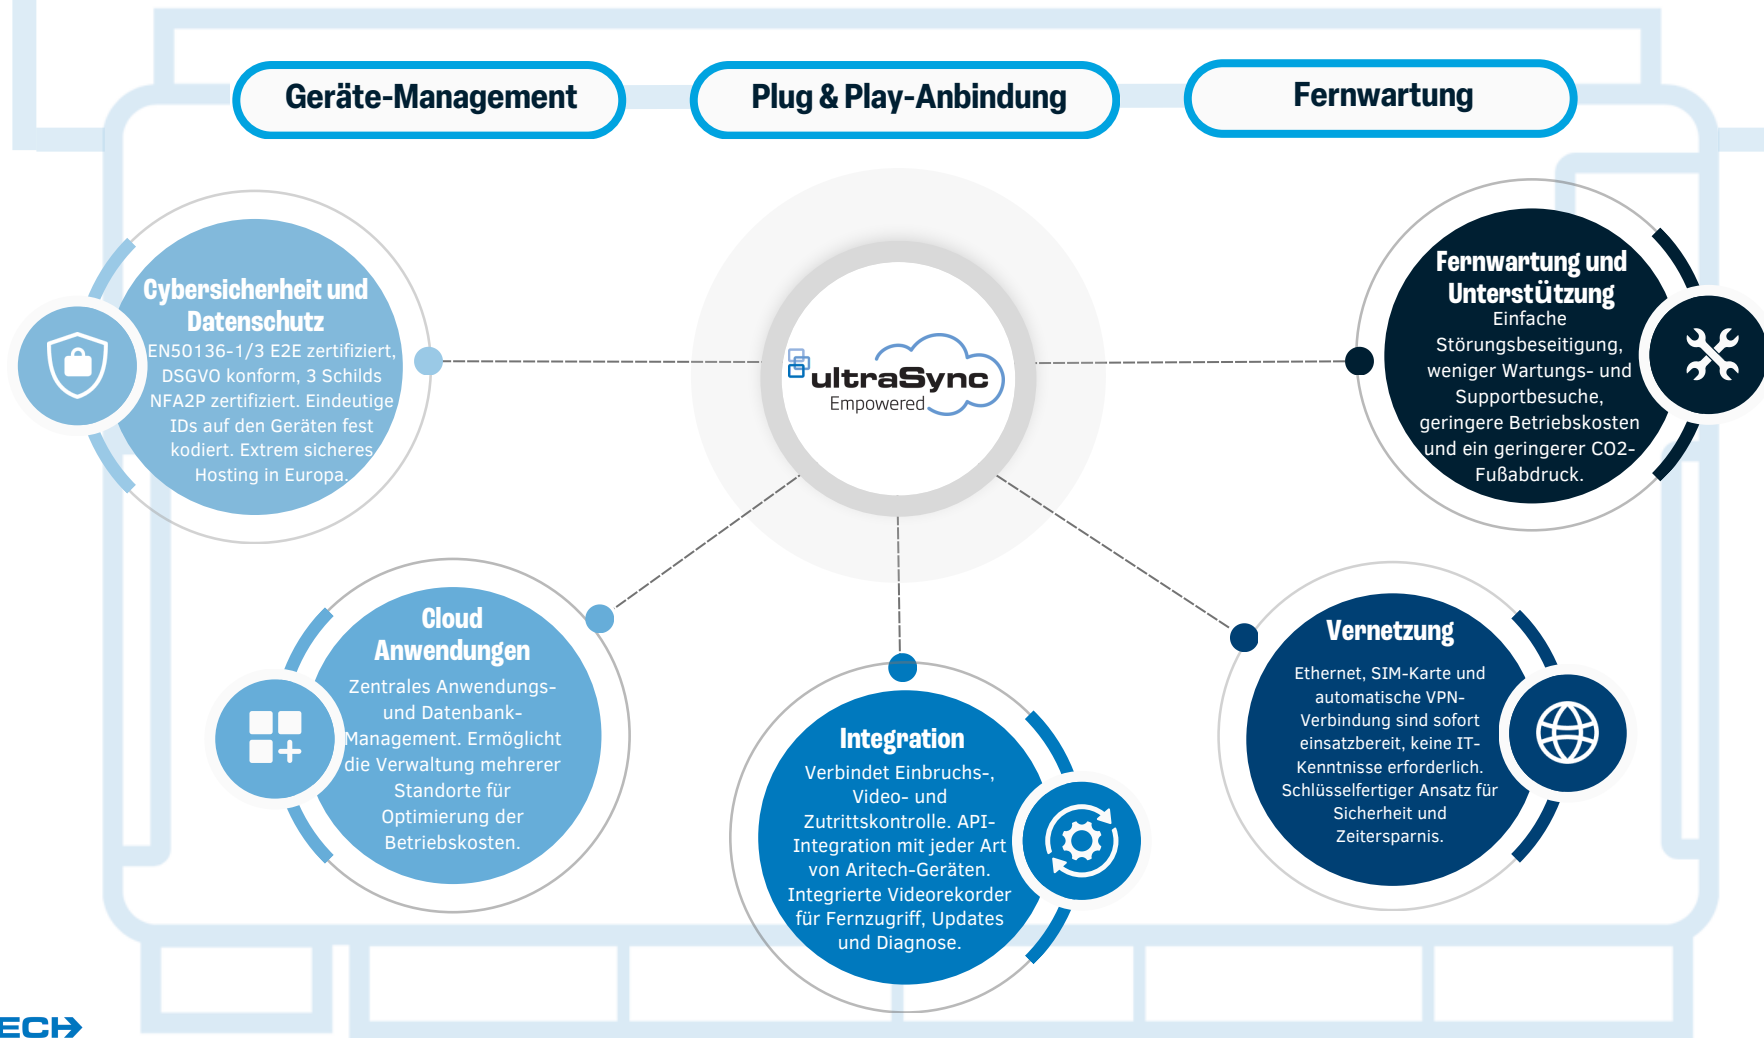 Geräte-Management
Plug & Play-Anbindung
Fernwartung
Cybersicherheit und
Datenschutz
EN50136-1/3 E2E zertifiziert,
DSGVO konform, 3 Schilds
NFA2P zertifiziert. Eindeutige
IDs auf den Geräten fest
kodiert. Extrem sicheres
Hosting in Europa.
ultraSync
Empowered
Fernwartung und
Unterstützung
Einfache
Störungsbeseitigung,
weniger Wartungs- und
Supportbesuche,
geringere Betriebskosten
und ein geringerer CO2-
Fußabdruck.
Cloud
Anwendungen
Zentrales Anwendungs-
und Datenbank-
Management. Ermöglicht
die Verwaltung mehrerer
Standorte für
Optimierung der
Betriebskosten.
Integration
Verbindet Einbruchs-,
Video- und
Zutrittskontrolle. API-
Integration mit jeder Art
von Aritech-Geräten.
Integrierte Videorekorder
für Fernzugriff, Updates
und Diagnose.
Vernetzung
Ethernet, SIM-Karte und
automatische VPN-
Verbindung sind sofort
einsatzbereit, keine IT-
Kenntnisse erforderlich.
Schlüsselfertiger Ansatz für
Sicherheit und
Zeitersparnis.
ECH